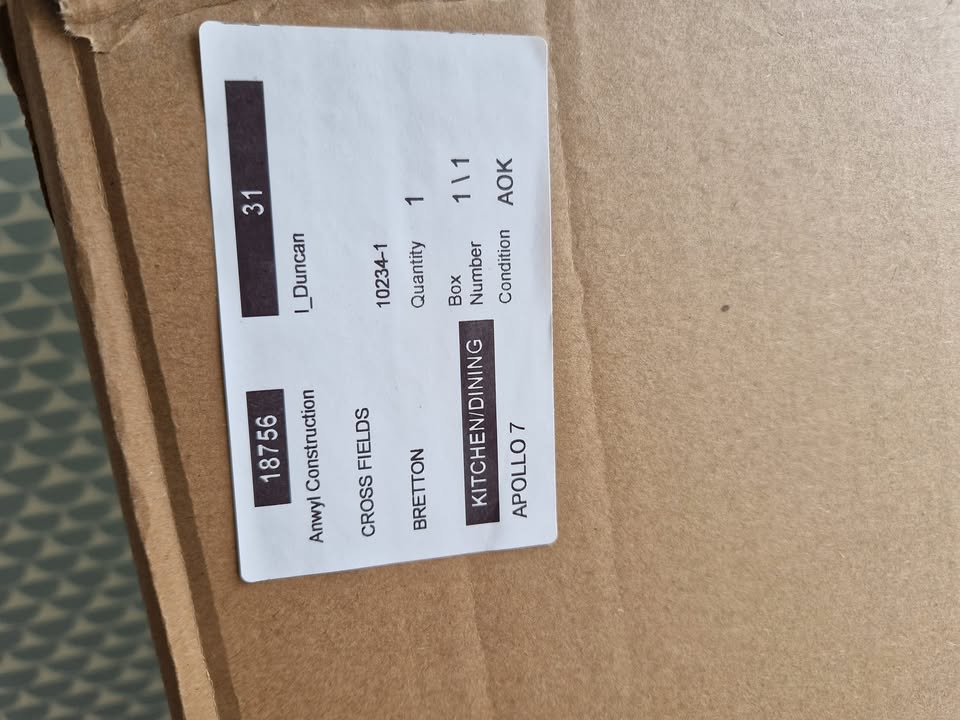 18756 31
Anwyl Construction I_Duncan
CROSS FIELDS 10234-1
BRETTON Quantity 1
KITCHEN/DINING Box Number 1 \ 1
APOLLO 7 Condition AOK